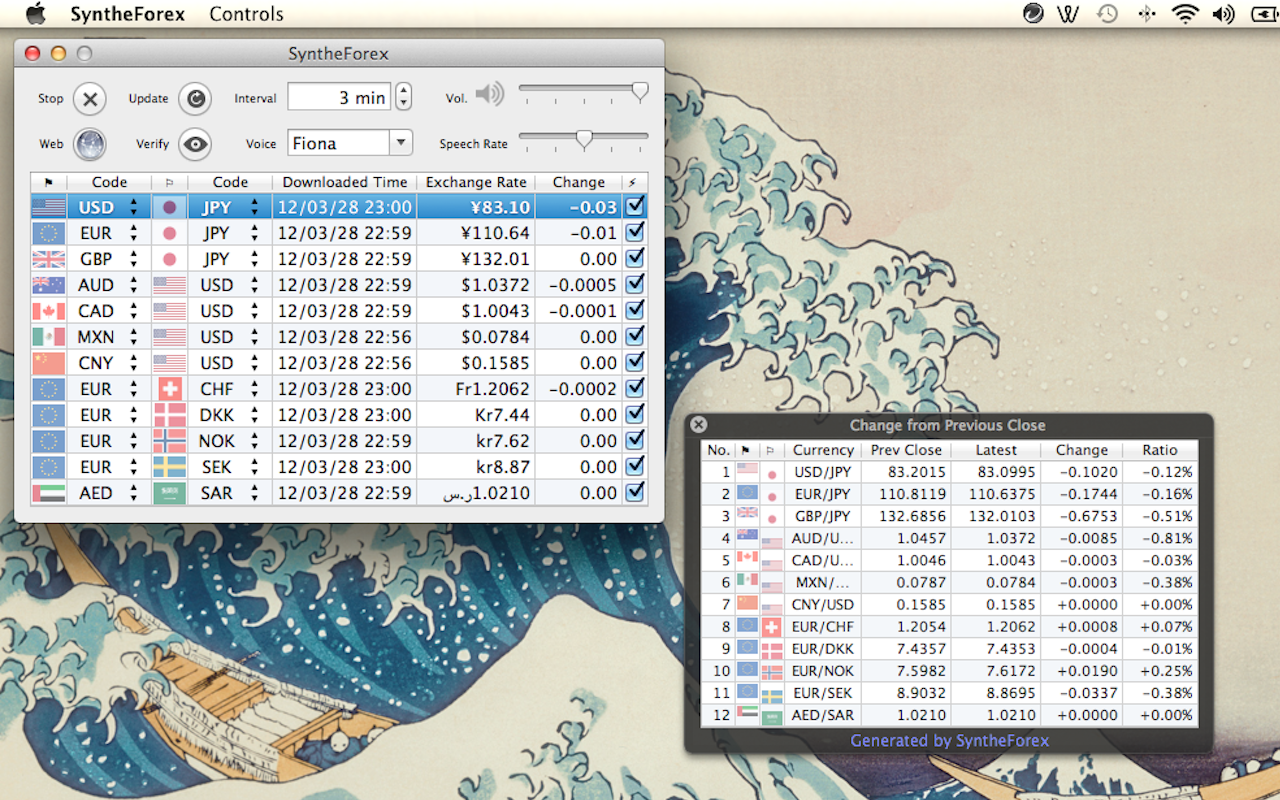 SyntheForex Controls
SyntheForex
Stop Update Interval 3 min Vol.
Web Verify Voice Fiona Speech Rate
Code Code Downloaded Time Exchange Rate Change
USD JPY 12/03/28 23:00 ¥83.10 -0.03
EUR JPY 12/03/28 22:59 ¥110.64 -0.01
GBP JPY 12/03/28 22:59 ¥132.01 0.00
AUD USD 12/03/28 22:59 $1.0372 -0.0005
CAD USD 12/03/28 22:59 $1.0043 -0.0001
MXN USD 12/03/28 22:56 $0.0784 0.00
CNY USD 12/03/28 22:56 $0.1585 0.00
EUR CHF 12/03/28 23:00 Fr1.2062 -0.0002
EUR DKK 12/03/28 23:00 Kr7.44 0.00
EUR NOK 12/03/28 22:59 kr7.62 0.00
EUR SEK 12/03/28 23:00 kr8.87 0.00
AED SAR 12/03/28 22:59 ر.س1.0210 0.00
Change from Previous Close
No. Currency Prev Close Latest Change Ratio
1 USD/JPY 83.2015 83.0995 -0.1020 -0.12%
2 EUR/JPY 110.8119 110.6375 -0.1744 -0.16%
3 GBP/JPY 132.6856 132.0103 -0.6753 -0.51%
4 AUD/U... 1.0457 1.0372 -0.0085 -0.81%
5 CAD/U... 1.0046 1.0043 -0.0003 -0.03%
6 MXN/... 0.0787 0.0784 -0.0003 -0.38%
7 CNY/USD 0.1585 0.1585 +0.0000 +0.00%
8 EUR/CHF 1.2054 1.2062 +0.0008 +0.07%
9 EUR/DKK 7.4357 7.4353 -0.0004 -0.01%
10 EUR/NOK 7.5982 7.6172 +0.0190 +0.25%
11 EUR/SEK 8.9032 8.8695 -0.0337 -0.38%
12 AED/SAR 1.0210 1.0210 +0.0000 +0.00%
Generated by SyntheForex